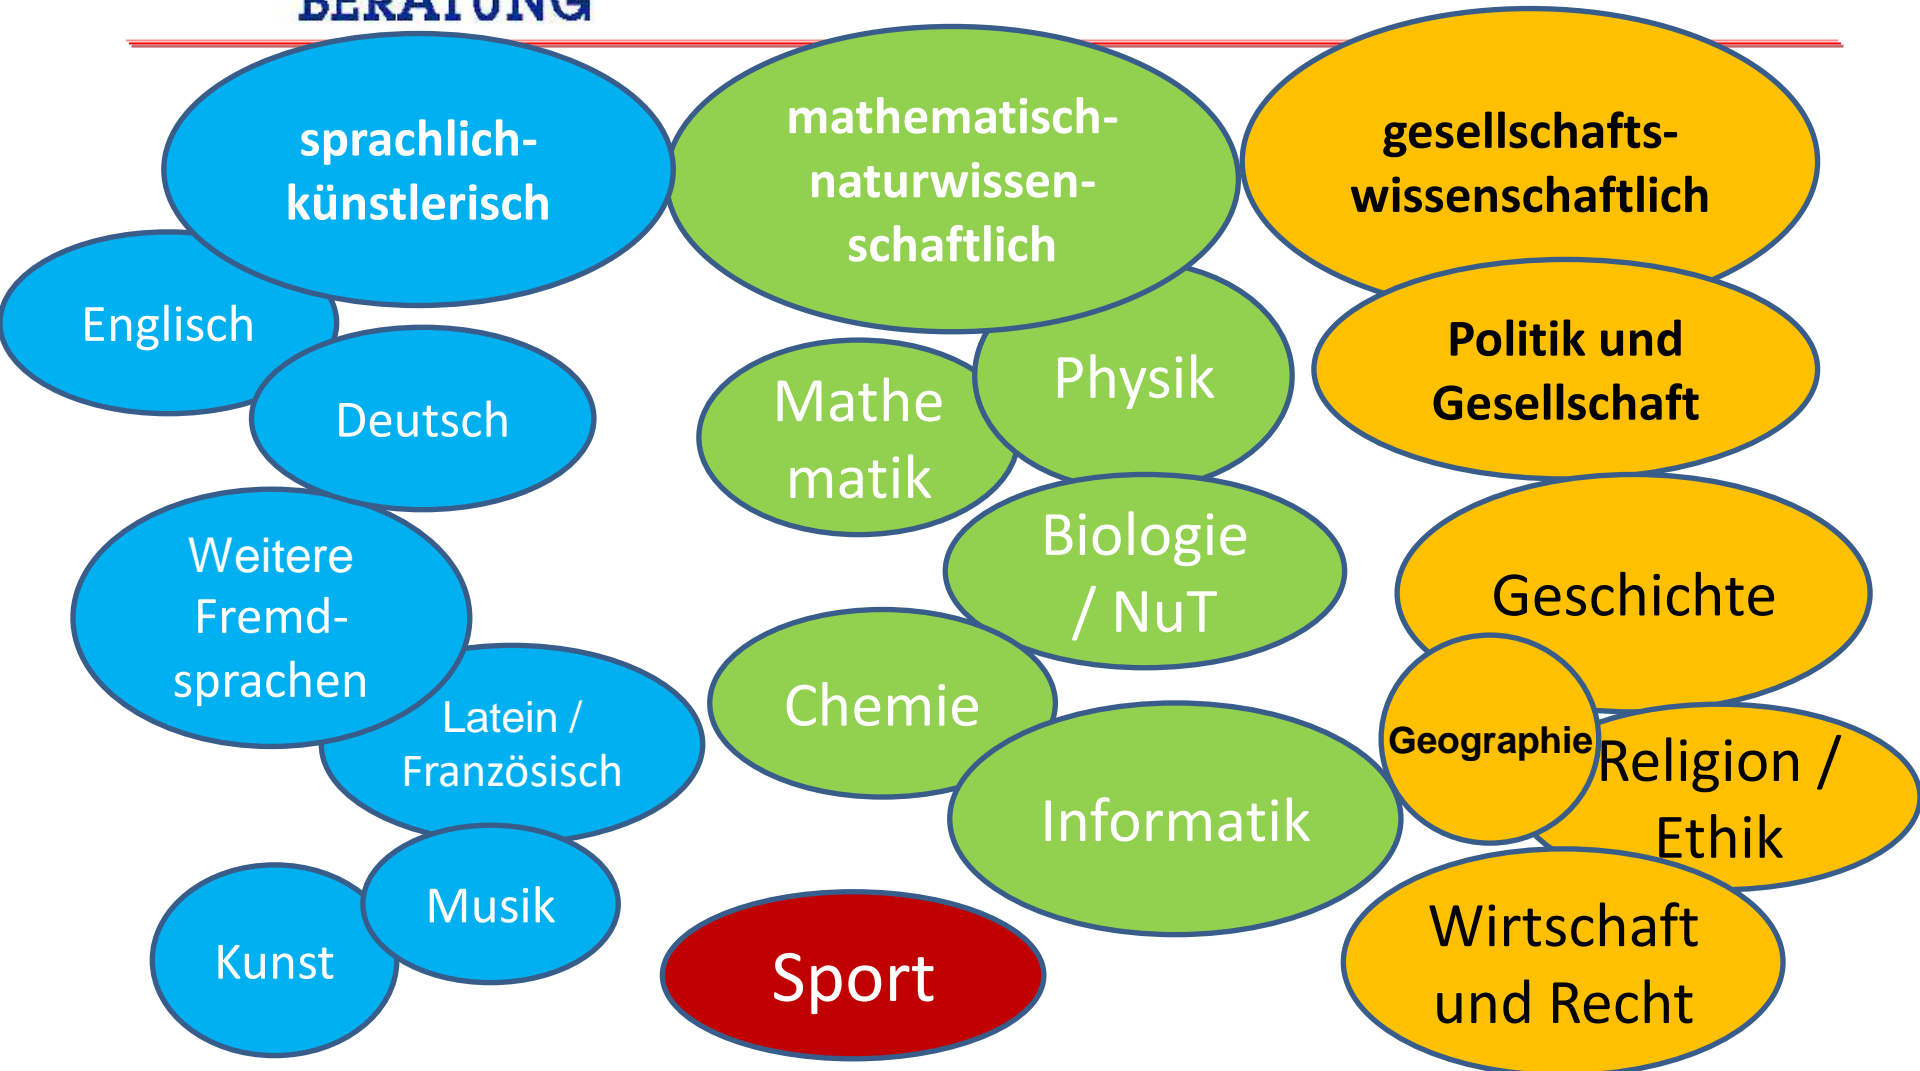 BERATUNG
sprachlich-
künstlerisch
mathematisch-
naturwissen-
schaftlich
gesellschafts-
wissenschaftlich
Englisch
Deutsch
Weitere
Fremd-
sprachen
Latein /
Französisch
Musik
Kunst
Mathe
matik
Physik
Biologie
/ NuT
Chemie
Informatik
Sport
Politik und
Gesellschaft
Geschichte
Geographie
Religion /
Ethik
Wirtschaft
und Recht